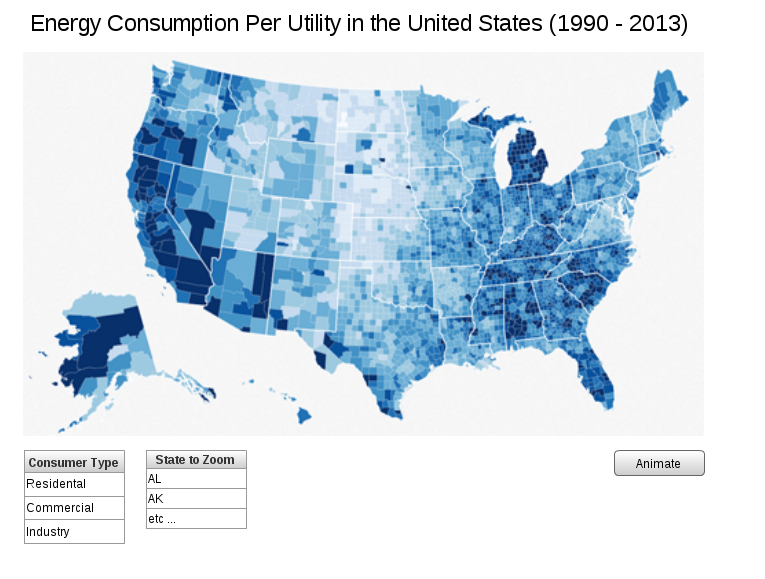 Energy Consumption Per Utility in the United States (1990 - 2013)
Consumer Type
Residental
Commercial
Industry
State to Zoom
AL
AK
etc ...
Animate